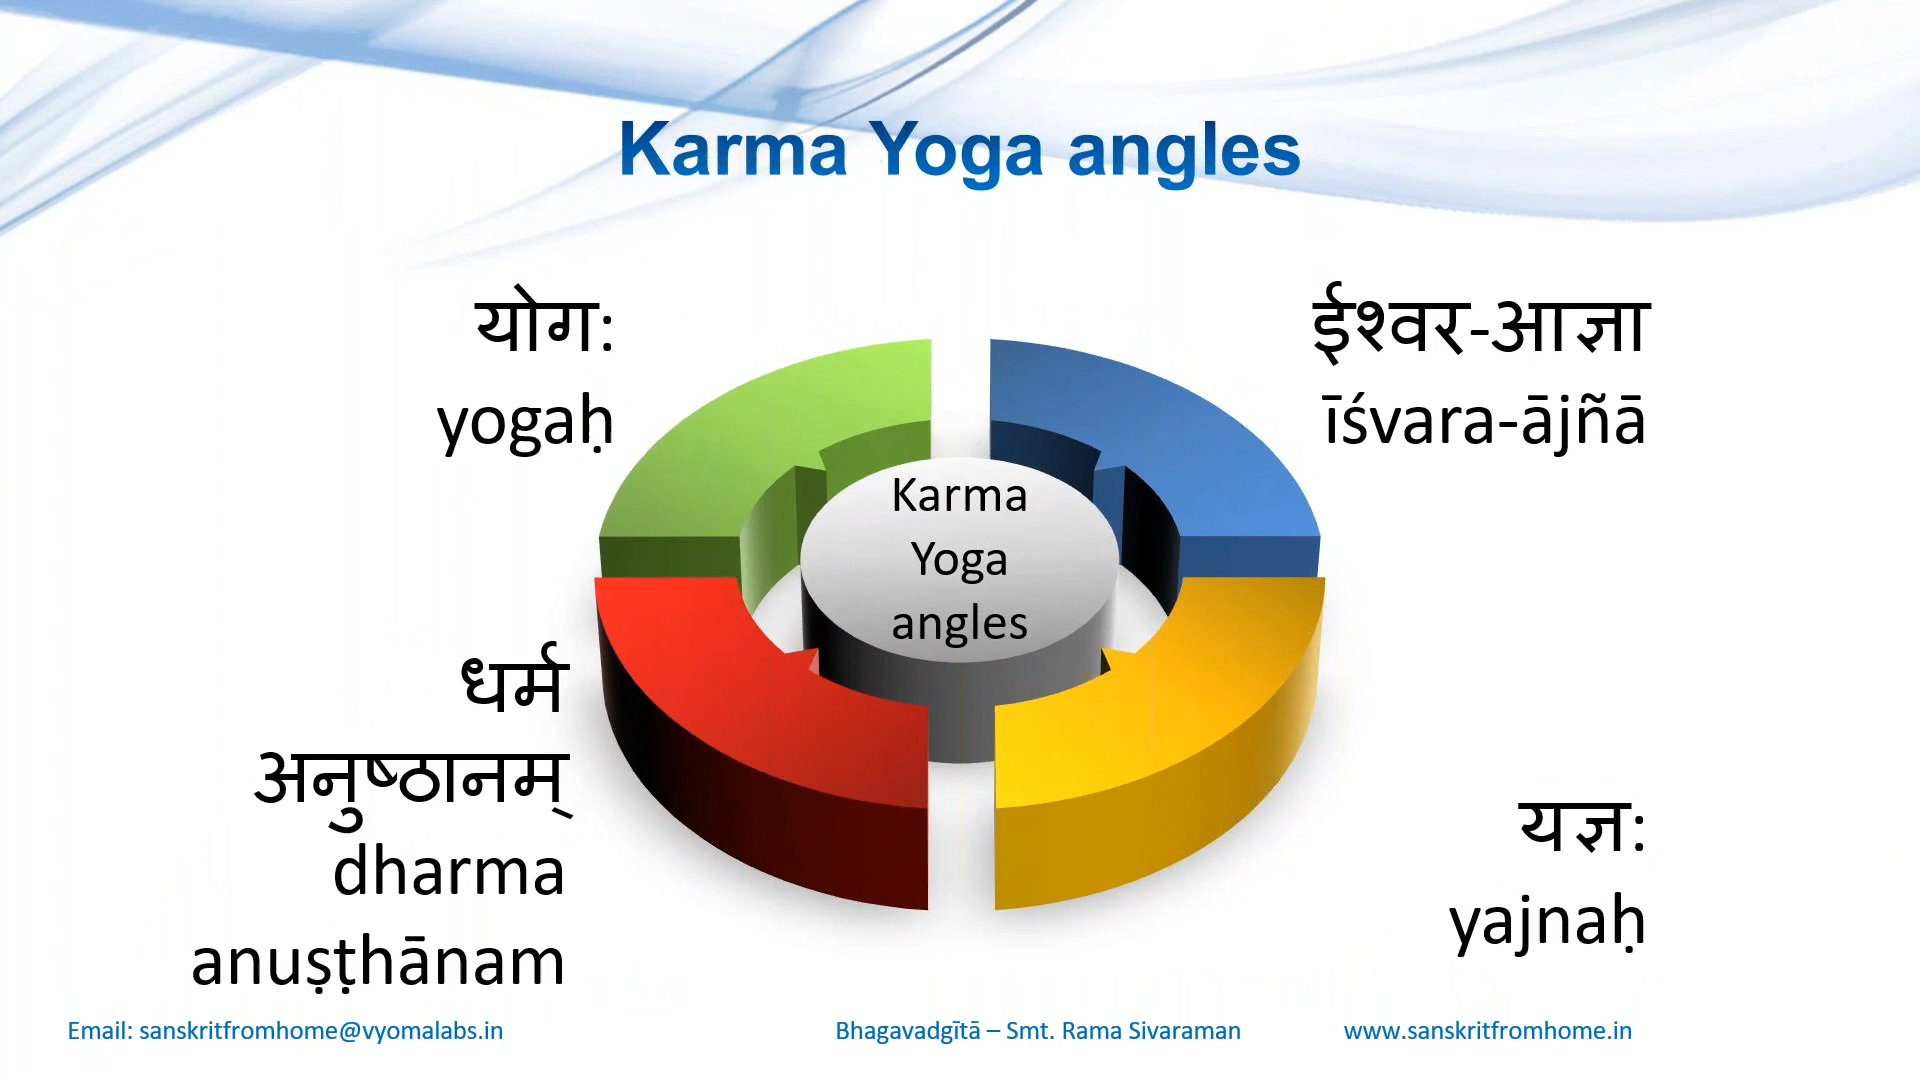 Karma Yoga angles
योगः
yogaḥ
ईश्वर-आज्ञा
īśvara-ājñā
Karma
Yoga
angles
धर्म
अनुष्ठानम्
dharma
anuṣṭhānam
यज्ञः
yajnaḥ
Email: sanskritfromhome@vyomalabs.in
Bhagavadgītā – Smt. Rama Sivaraman
www.sanskritfromhome.in